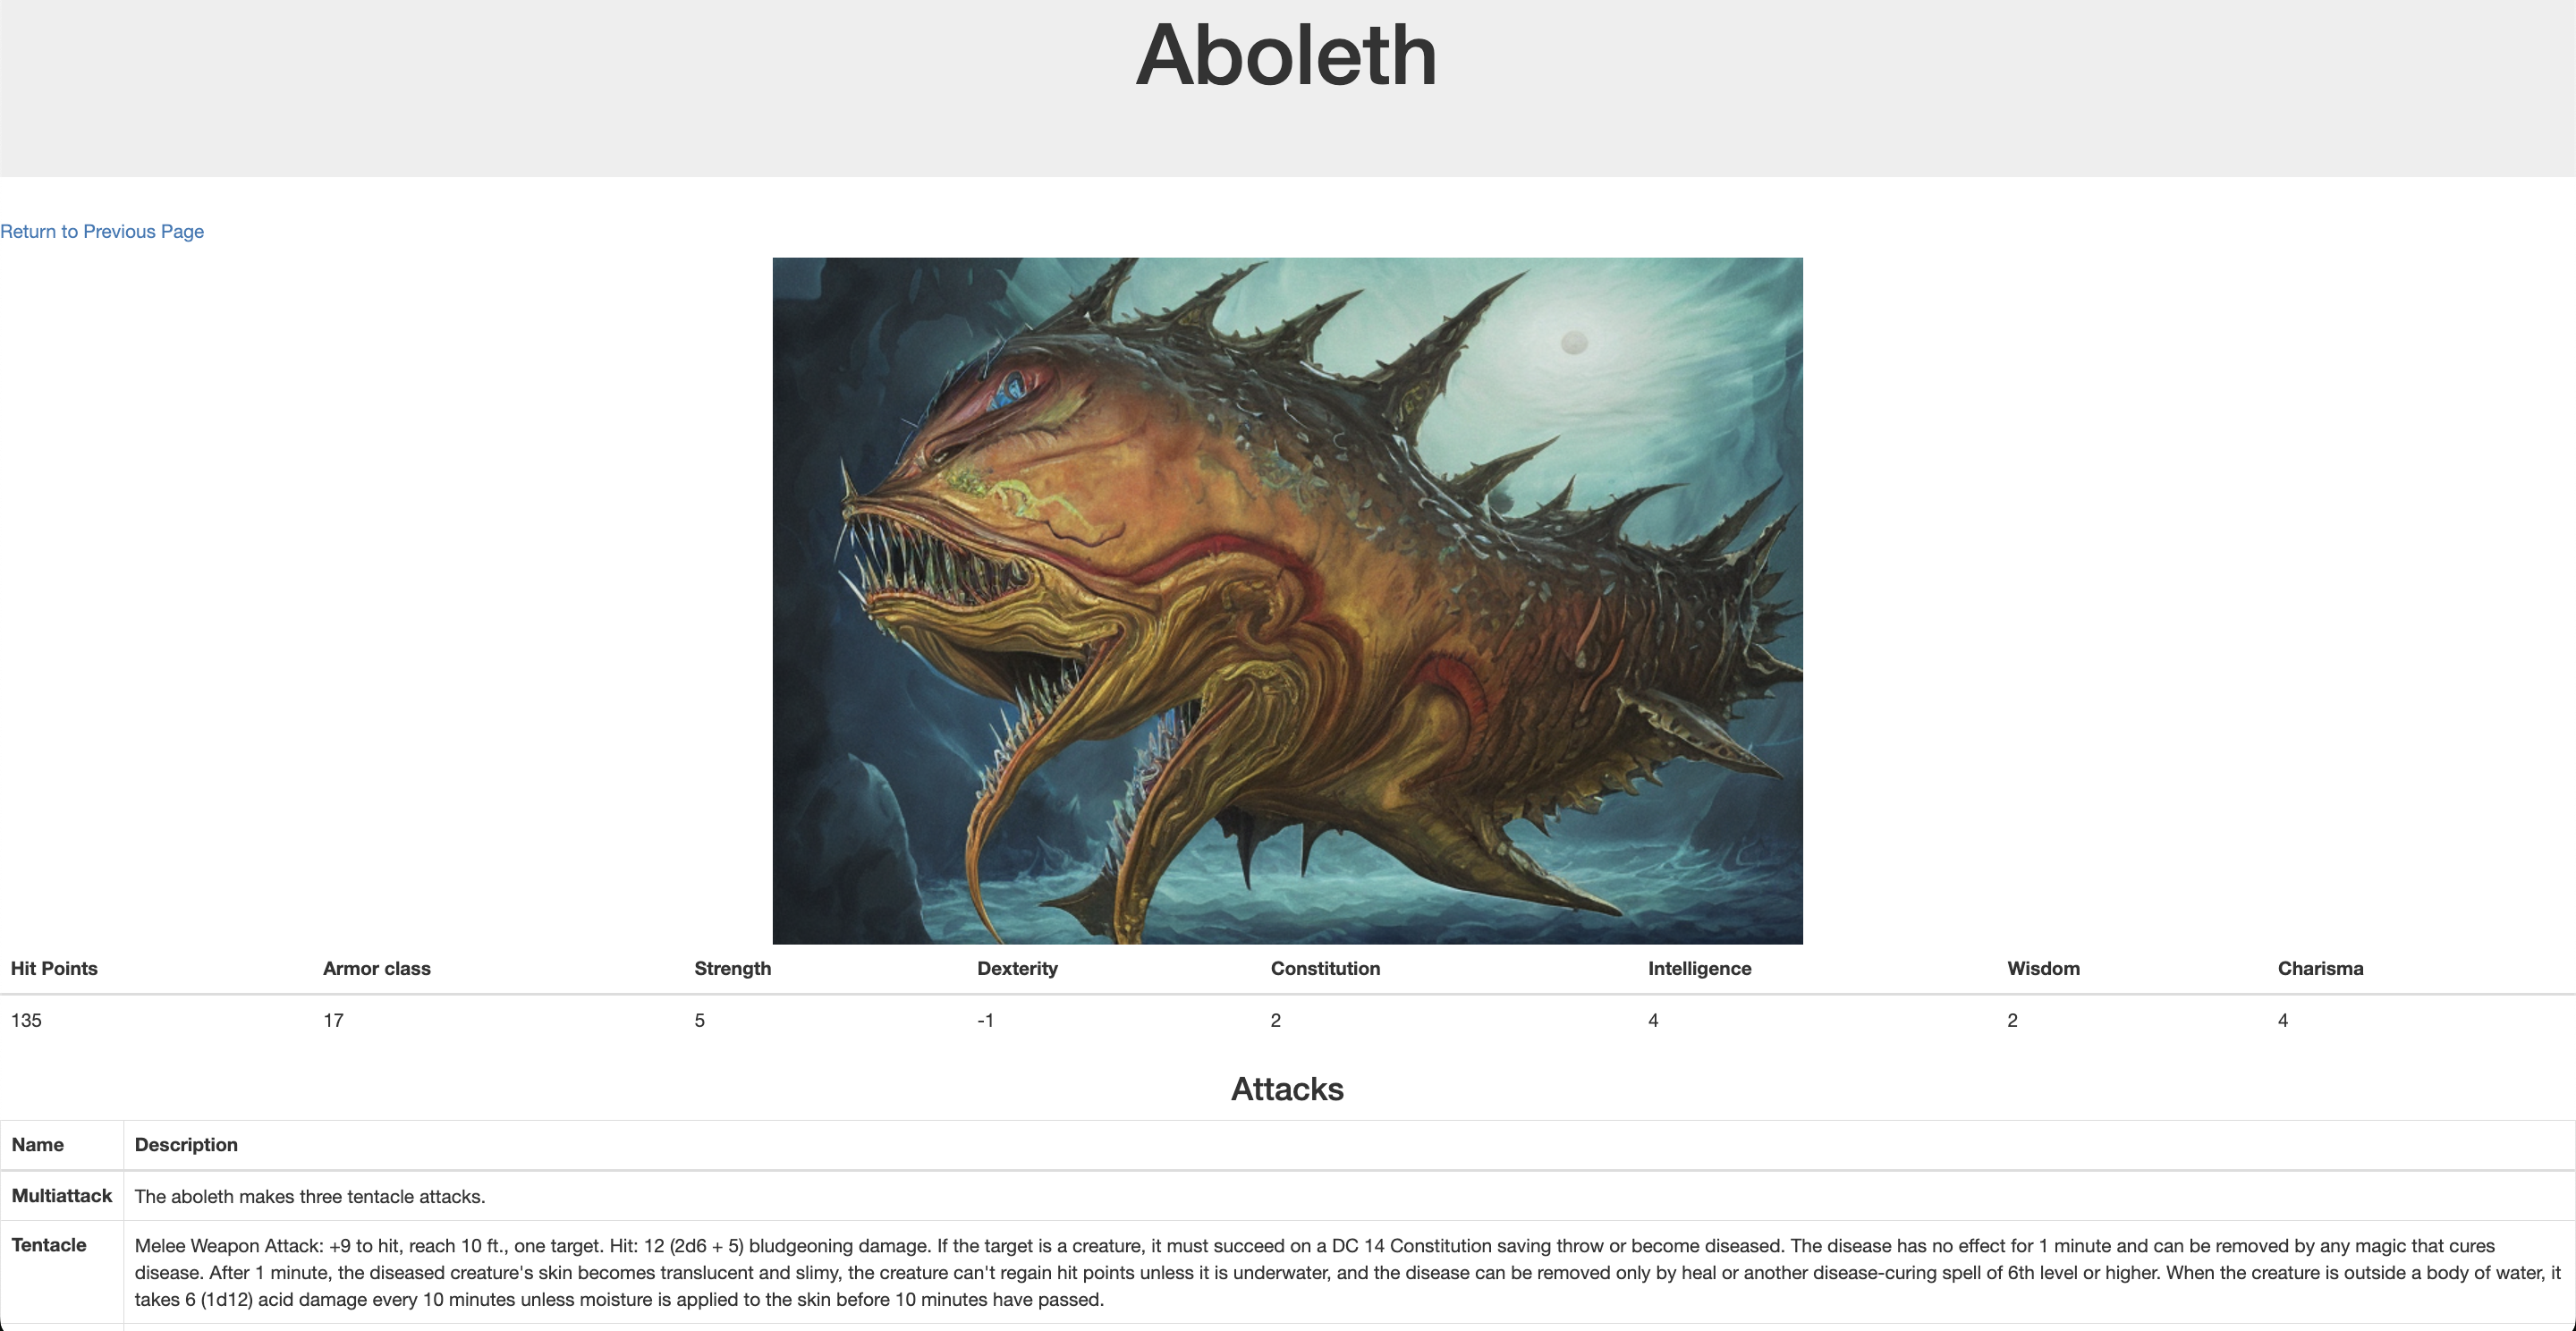 Aboleth
Return to Previous Page
Hit Points Armor class Strength Dexterity Constitution Intelligence Wisdom Charisma
135 17 5 -1 2 4 2 4
Attacks
Name Description
Multiattack The aboleth makes three tentacle attacks.
Tentacle Melee Weapon Attack: +9 to hit, reach 10 ft., one target. Hit: 12 (2d6 + 5) bludgeoning damage. If the target is a creature, it must succeed on a DC 14 Constitution saving throw or become diseased. The disease has no effect for 1 minute and can be removed by any magic that cures
disease. After 1 minute, the diseased creature's skin becomes translucent and slimy, the creature can't regain hit points unless it is underwater, and the disease can be removed only by heal or another disease-curing spell of 6th level or higher. When the creature is outside a body of water, it
takes 6 (1d12) acid damage every 10 minutes unless moisture is applied to the skin before 10 minutes have passed.